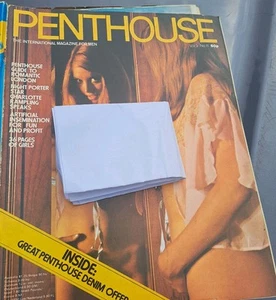 PENTHOUSE
THE INTERNATIONAL MAGAZINE FOR MEN
PENTHOUSE
GUIDE TO
ROMANTIC
LONDON
NIGHT PORTER
STAR
CHARLOTTE
RAMPLING
SPEAKS
ARTIFICIAL
INSEMINATION
FOR FUN
AND PROFIT
36 PAGES
OF GIRLS
INSIDE:
GREAT PENTHOUSE DENIM OFFER